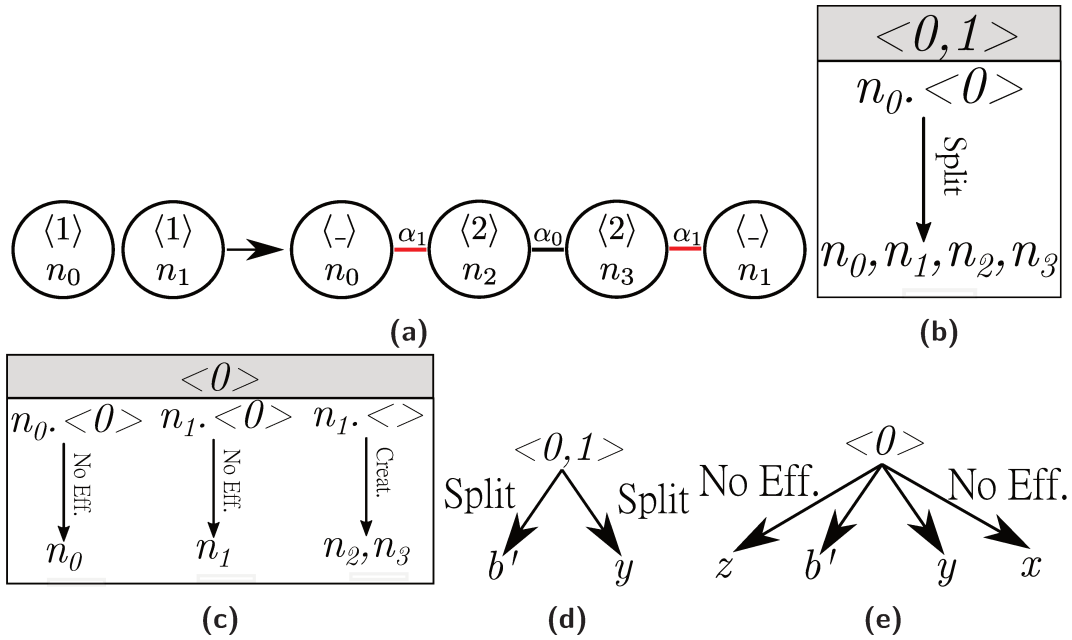 ⟨1⟩ ⟨1⟩ ⟨-⟩ α1 ⟨2⟩ α0 ⟨2⟩ α1 ⟨-⟩
n0 n1 n0 n2 n3 n1
(a)
<0,1>
n0.<0>
Split
n0,n1,n2,n3
(b)
<0>
n0.<0> n1.<0> n1.<>
No Eff. No Eff. Creat.
n0 n1 n2,n3
(c)
<0,1>
Split Split
b' y
(d)
<0>
No Eff. No Eff.
z b' y x
(e)